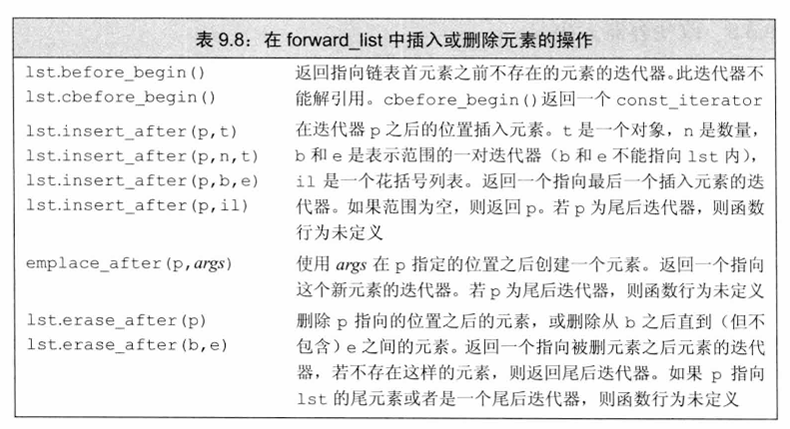 表 9.8：在 forward_list 中插入或删除元素的操作
lst.before_begin() 返回指向链表首元素之前不存在的元素的迭代器。此迭代器不
lst.cbefore_begin() 能解引用。cbefore_begin()返回一个 const_iterator
lst.insert_after(p,t) 在迭代器 p 之后的位置插入元素。t 是一个对象，n 是数量，
lst.insert_after(p,n,t) b 和 e 是表示范围的一对迭代器（b 和 e 不能指向 lst 内），
lst.insert_after(p,b,e) il 是一个花括号列表。返回一个指向最后一个插入元素的迭
lst.insert_after(p,il) 代器。如果范围为空，则返回 p。若 p 为尾后迭代器，则函数
行为未定义
emplace_after(p,args) 使用 args 在 p 指定的位置之后创建一个元素。返回一个指向
这个新元素的迭代器。若 p 为尾后迭代器，则函数行为未定义
lst.erase_after(p) 删除 p 指向的位置之后的元素，或删除从 b 之后直到（但不
lst.erase_after(b,e) 包含）e 之间的元素。返回一个指向被删元素之后元素的迭代
器，若不存在这样的元素，则返回尾后迭代器。如果 p 指向
lst 的尾元素或者是一个尾后迭代器，则函数行为未定义